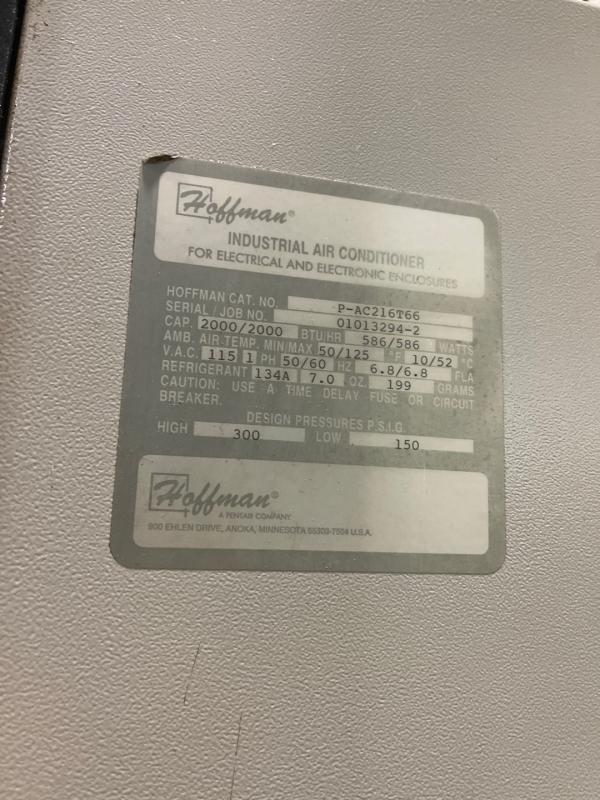 Hoffman®
INDUSTRIAL AIR CONDITIONER
FOR ELECTRICAL AND ELECTRONIC ENCLOSURES
HOFFMAN CAT. NO. P-AC216T66
SERIAL / JOB NO. 01013294-2
CAP. 2000/2000 BTU/HR 586/586 WATTS
AMB. AIR.TEMP. MIN/MAX 50/125 °F 10/52 °C
V.A.C. 115 1 PH 50/60 HZ 6.8/6.8 FLA
REFRIGERANT 134A 7.0 OZ. 199 GRAMS
CAUTION: USE A TIME DELAY FUSE OR CIRCUIT
BREAKER.
DESIGN PRESSURES P.S.I.G.
HIGH 300 LOW 150
Hoffman®
A PENTAIR COMPANY
900 EHLEN DRIVE, ANOKA, MINNESOTA 55303-7504 U.S.A.